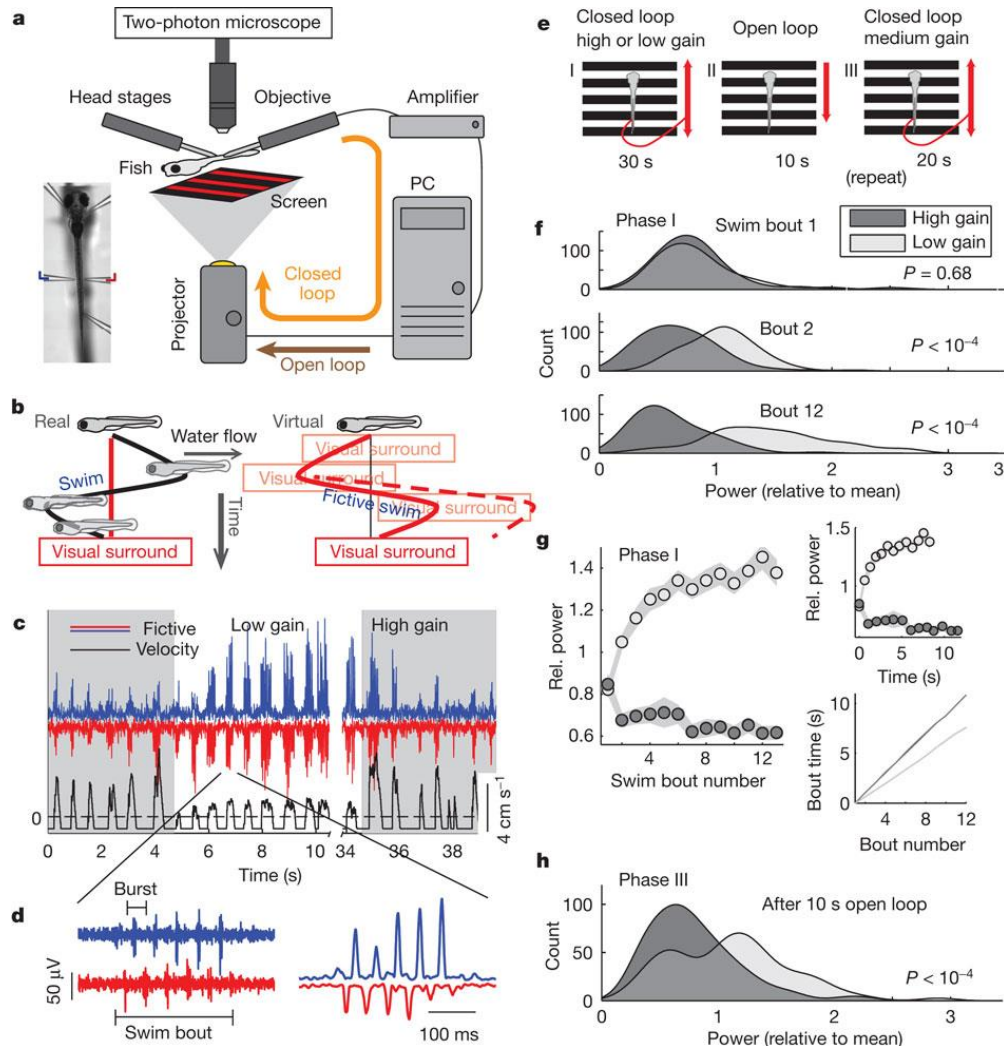 a
Two-photon microscope
Head stages
Objective
Amplifier
Fish
Screen
PC
Closed
loop
Projector
Open loop
b
Real
Virtual
Water flow
Visual surround
Visual surround
Swim
Fictive swim
Visual surround
Time
Visual surround
Visual surround
c
Fictive
Velocity
Low gain
High gain
0
4 cm s⁻¹
0 2 4 6 8 10 34 36 38
Time (s)
d
Burst
50 μV
Swim bout
100 ms
e
Closed loop
high or low gain
Open loop
Closed loop
medium gain
I
II
III
30 s
10 s
20 s
(repeat)
f
Phase I
Swim bout 1
High gain
Low gain
100
0
P = 0.68
Bout 2
100
0
Count
P < 10⁻⁴
Bout 12
100
0
P < 10⁻⁴
0 1 2 3 3
Power (relative to mean)
g
Phase I
1.4
1.2
1.0
0.8
0.6
Rel. power
2 4 6 8 10 12
Swim bout number
1.5
1
Rel. power
0 5 10
Time (s)
10
5
0
Bout time (s)
12
Bout number
h
Phase III
After 10 s open loop
100
50
0
Count
P < 10⁻⁴
0 1 2 3
Power (relative to mean)